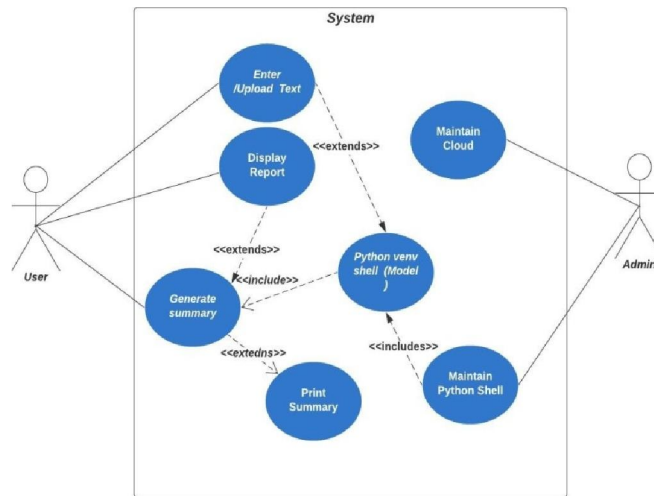 System
Enter
/Upload Text
<<extends>>
Maintain
Cloud
Display
Report
User
Admin
<<extends>>
<<include>>
Python venv
shell (Model
)
Generate
summary
<<extedns>>
<<includes>>
Print
Summary
Maintain
Python Shell